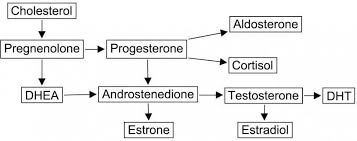 Cholesterol
Aldosterone
Pregnenolone
Progesterone
Cortisol
DHEA
Androstenedione
Testosterone
DHT
Estrone
Estradiol